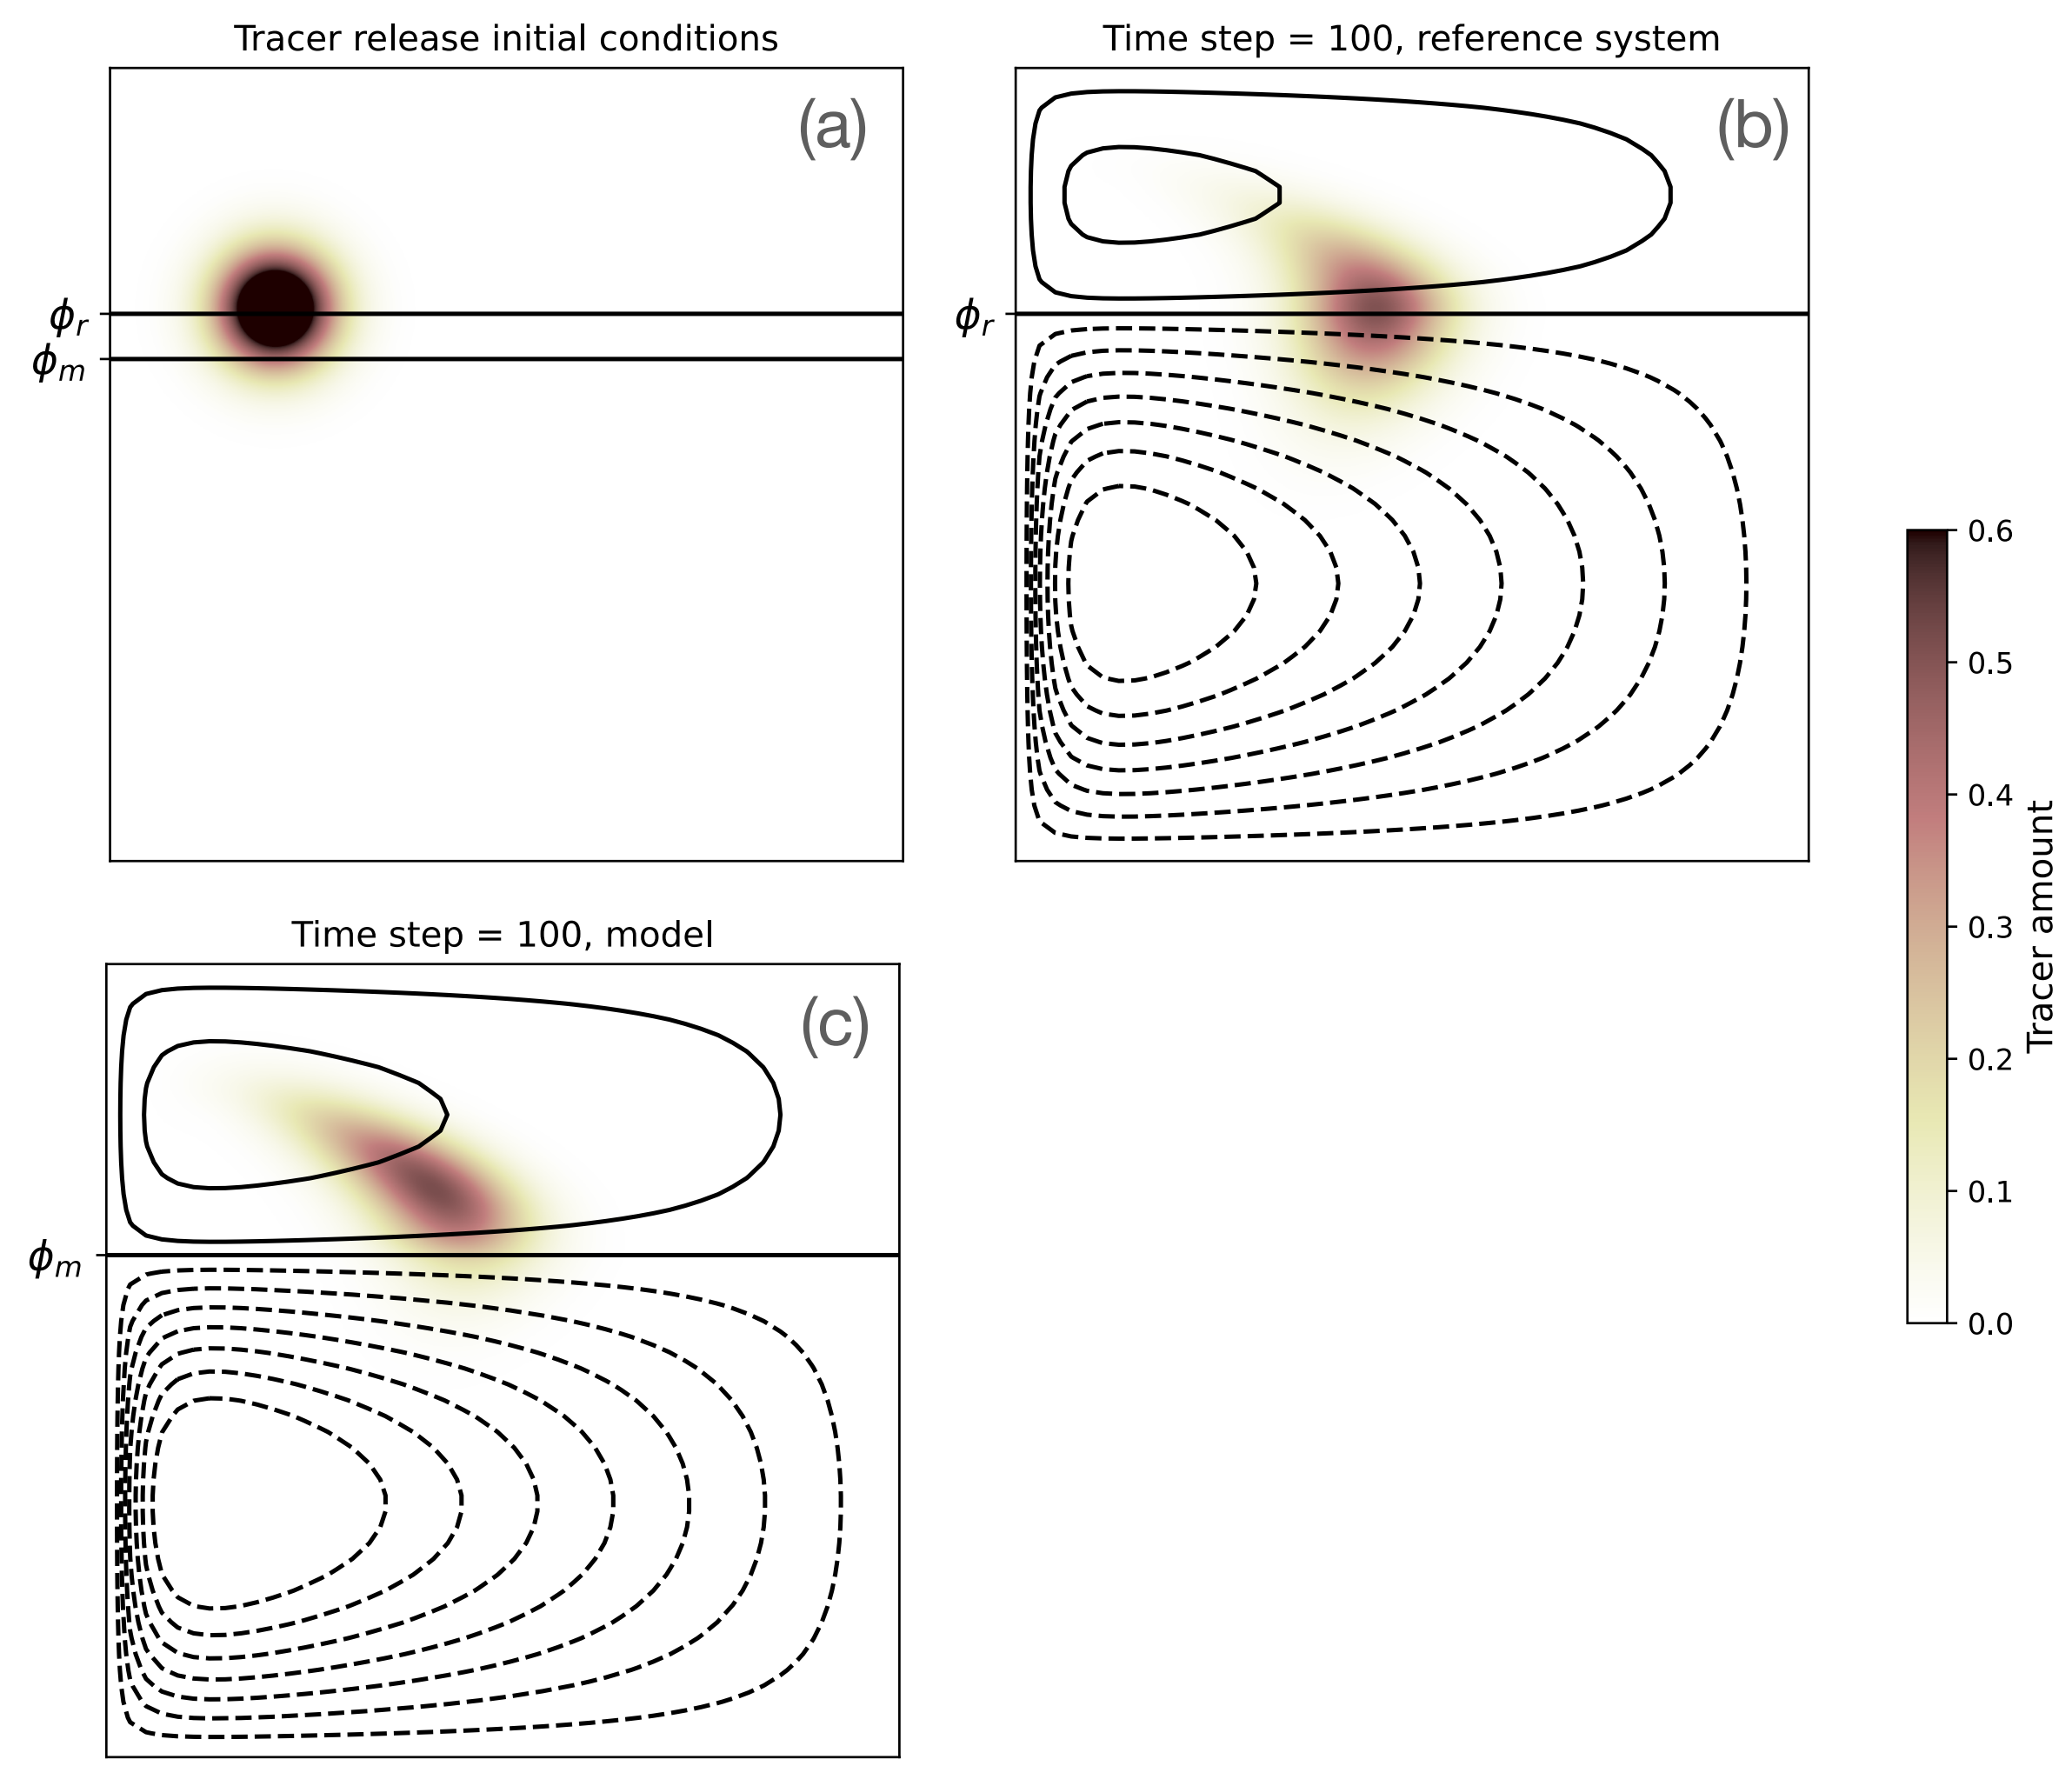 Tracer release initial conditions
(a)
ϕr
ϕm
Time step = 100, reference system
(b)
ϕr
Time step = 100, model
(c)
ϕm
0.6
0.5
0.4
0.3
0.2
0.1
0.0
Tracer amount